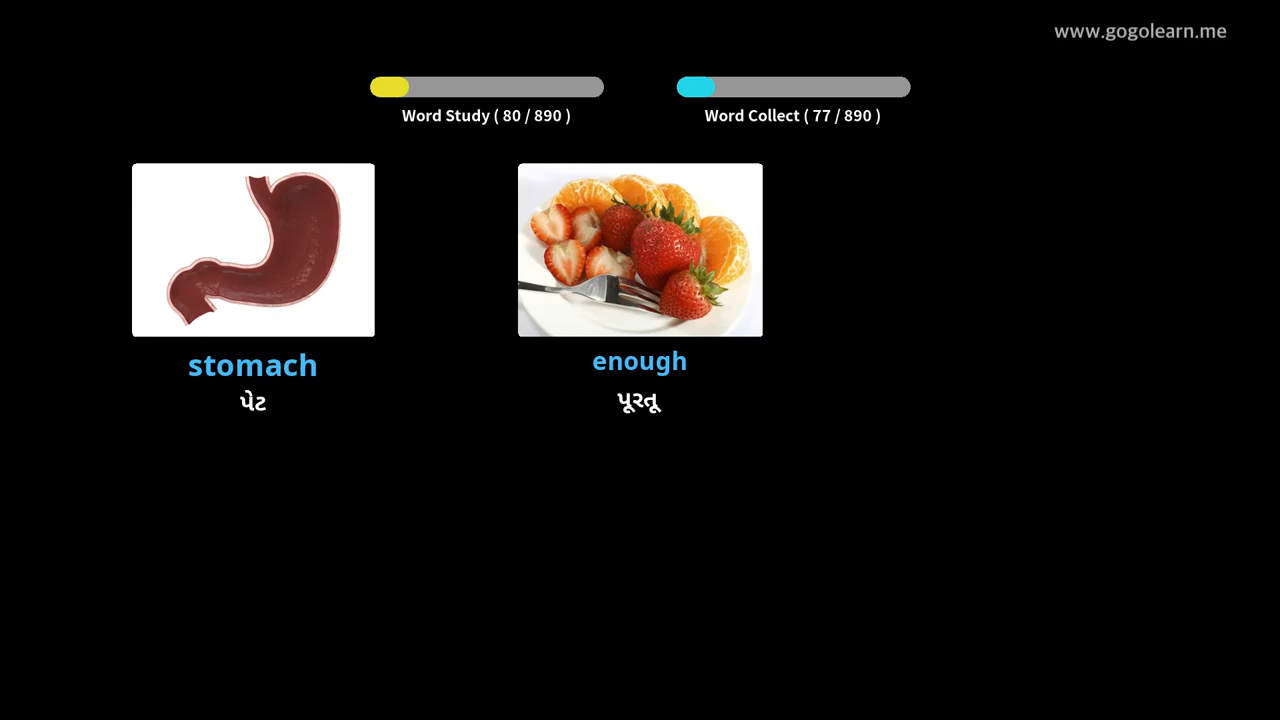 www.gogolearn.me
Word Study ( 80 / 890 )
Word Collect ( 77 / 890 )
stomach
પેટ
enough
પૂરતૂ